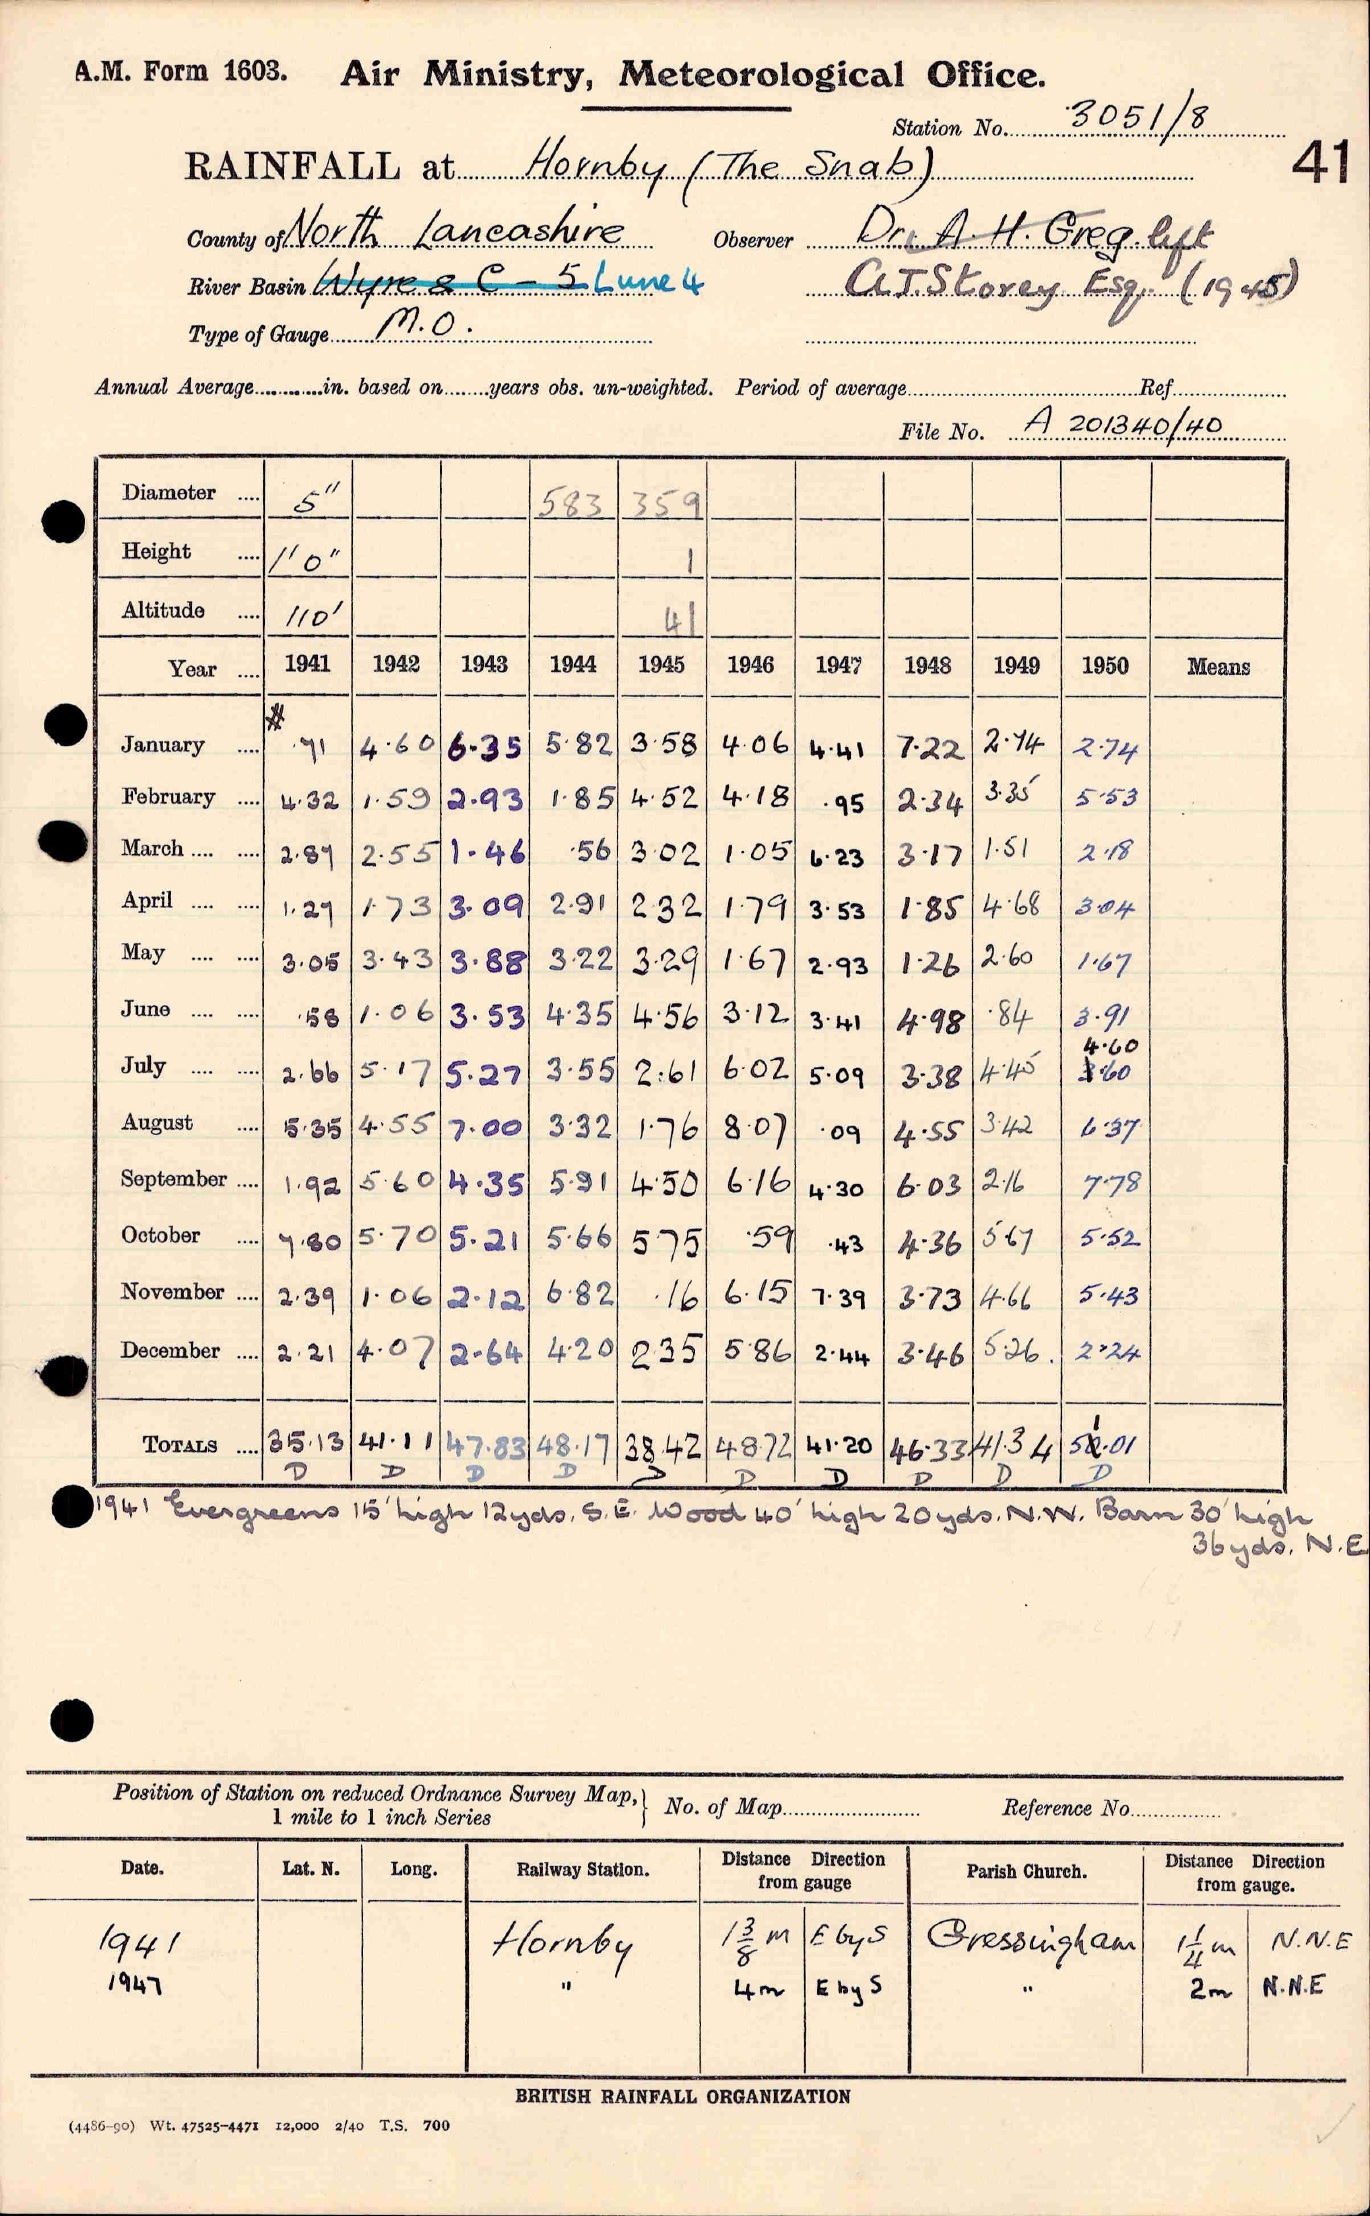 A.M. Form 1603. Air Ministry, Meteorological Office.
Station No. 3051/8
41
RAINFALL at Hornby (The Snab)
County of North Lancashire Observer Dr. A. H. Greg. left
River Basin Wyre & C - 5 Lune 4 A.J. Storey Esq. (1945)
Type of Gauge M.O.
Annual Average in. based on years obs. un-weighted. Period of average Ref
File No. A 201340/40
Diameter 5" 583 359
Height 1' 0" 1
Altitude 110' 41
Year 1941 1942 1943 1944 1945 1946 1947 1948 1949 1950 Means
January # .71 4.60 6.35 5.82 3.58 4.06 4.41 7.22 2.74 2.74
February 4.32 1.59 2.93 1.85 4.52 4.18 .95 2.34 3.35 5.53
March 2.87 2.55 1.46 .56 3.02 1.05 6.23 3.17 1.51 2.18
April 1.27 1.73 3.09 2.91 2.32 1.79 3.53 1.85 4.68 3.04
May 3.05 3.43 3.88 3.22 3.29 1.67 2.93 1.26 2.60 1.67
June .58 1.06 3.53 4.35 4.56 3.12 3.41 4.98 .84 3.91
4.60
July 2.66 5.17 5.27 3.55 2.61 6.02 5.09 3.38 4.45 3.60
August 5.35 4.55 7.00 3.32 1.76 8.07 .09 4.55 3.42 6.37
September 1.92 5.60 4.35 5.91 4.50 6.16 4.30 6.03 2.16 7.78
October 7.80 5.70 5.21 5.66 5.75 .59 .43 4.36 5.67 5.52
November 2.39 1.06 2.12 6.82 .16 6.15 7.39 3.73 4.66 5.43
December 2.21 4.07 2.64 4.20 2.35 5.86 2.44 3.46 5.26 2.24
TOTALS 35.13 41.11 47.83 48.17 38.42 48.72 41.20 46.33 41.34 51.01
D D D D D D D D D D
1941 Evergreens 15' high 12yds. S.E. Wood 40' high 20yds. N.W. Barn 30' high
36yds. N.E
Position of Station on reduced Ordnance Survey Map, 1 mile to 1 inch Series No. of Map Reference No.
Date. Lat. N. Long. Railway Station. Distance Direction from gauge Parish Church. Distance Direction from gauge.
1941 Hornby 1 3/8 m E by S Gressingham 1 1/4 m N.N.E
1947 " 4m E by S " 2m N.N.E
BRITISH RAINFALL ORGANIZATION
(4486-90) Wt. 47525-4471 12,000 2/40 T.S. 700